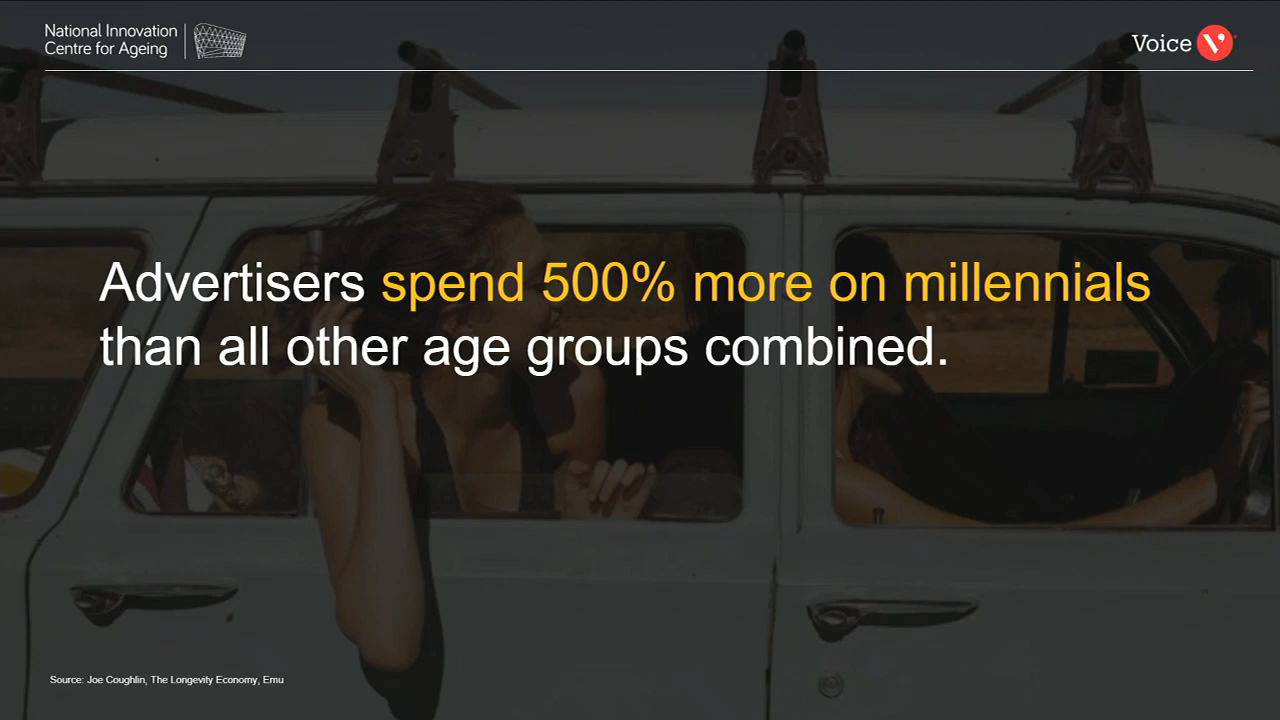 National Innovation
Centre for Ageing
Voice
Advertisers spend 500% more on millennials
than all other age groups combined.
Source: Joe Coughlin, The Longevity Economy, Emu